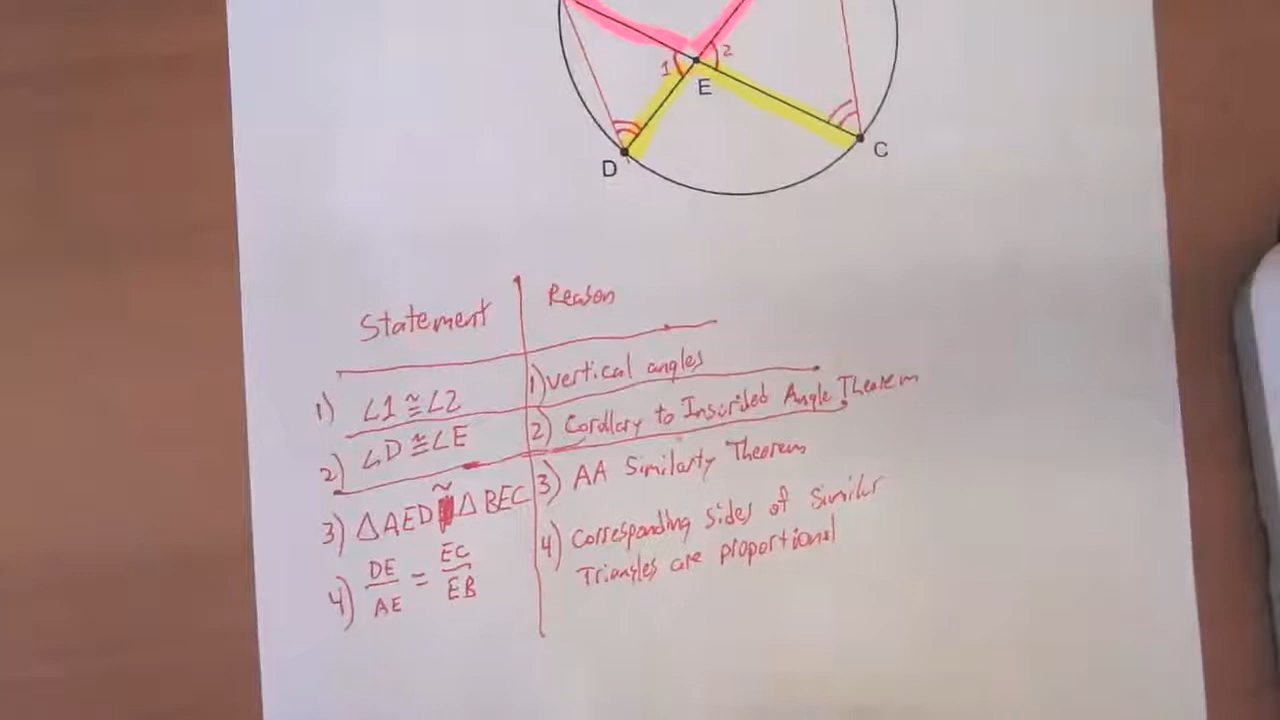 1 2
E
C
D
Statement Reason
1) ∠1 ≅ ∠2 1) vertical angles
2) ∠D ≅ ∠E 2) Corollary to Inscribed Angle Theorem
3) △AED ~ △BEC 3) AA Similarty Theorem
4) DE/AE = EC/EB 4) Corresponding sides of Similar
Triangles are proportional